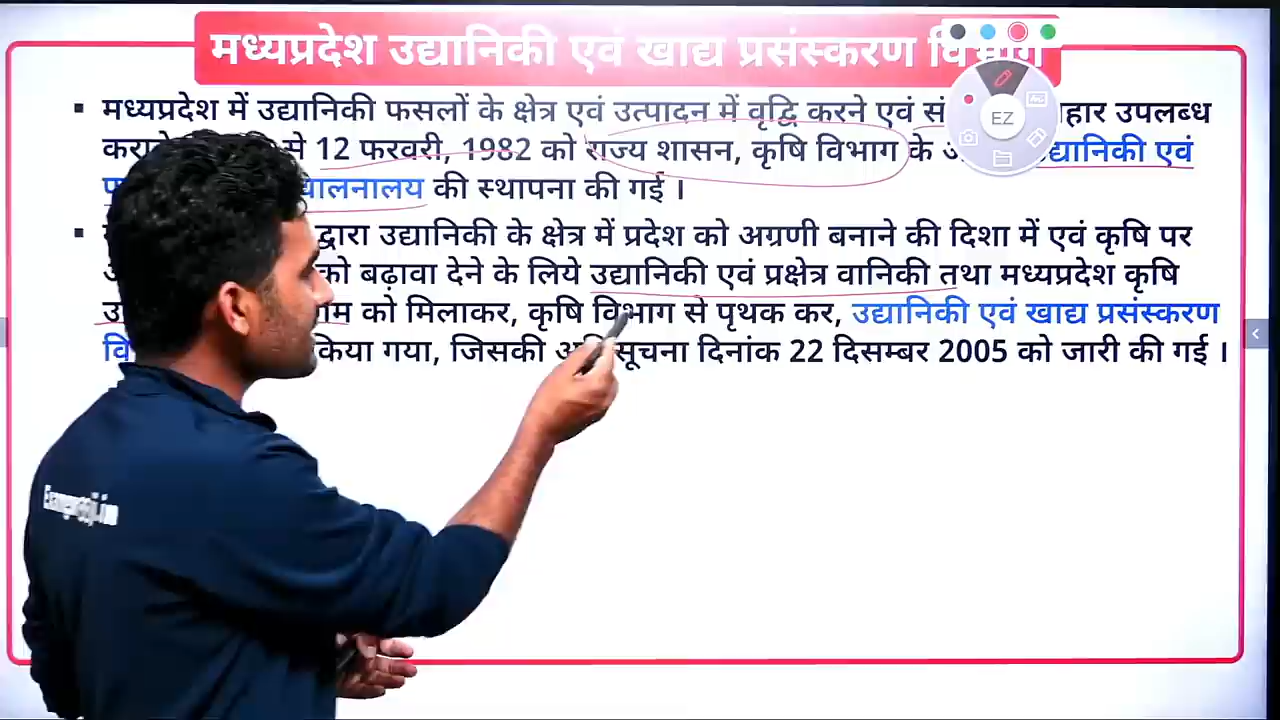 मध्यप्रदेश उद्यानिकी एवं खाद्य प्रसंस्करण विभाग
EZ
मध्यप्रदेश में उद्यानिकी फसलों के क्षेत्र एवं उत्पादन में वृद्वि करने एवं हार उपलब्ध
से 12 फरवरी, 1982 को राज्य शासन, कृषि विभाग के उद्यानिकी एवं
की स्थापना की गई ।
द्वारा उद्यानिकी के क्षेत्र में प्रदेश को अग्रणी बनाने की दिशा में एवं कृषि पर
को बढ़ावा देने के लिये उद्यानिकी एवं प्रक्षेत्र वानिकी तथा मध्यप्रदेश कृषि
को मिलाकर, कृषि विभाग से पृथक कर, उद्यानिकी एवं खाद्य प्रसंस्करण
किया गया, जिसकी अधिसूचना दिनांक 22 दिसम्बर 2005 को जारी की गई ।